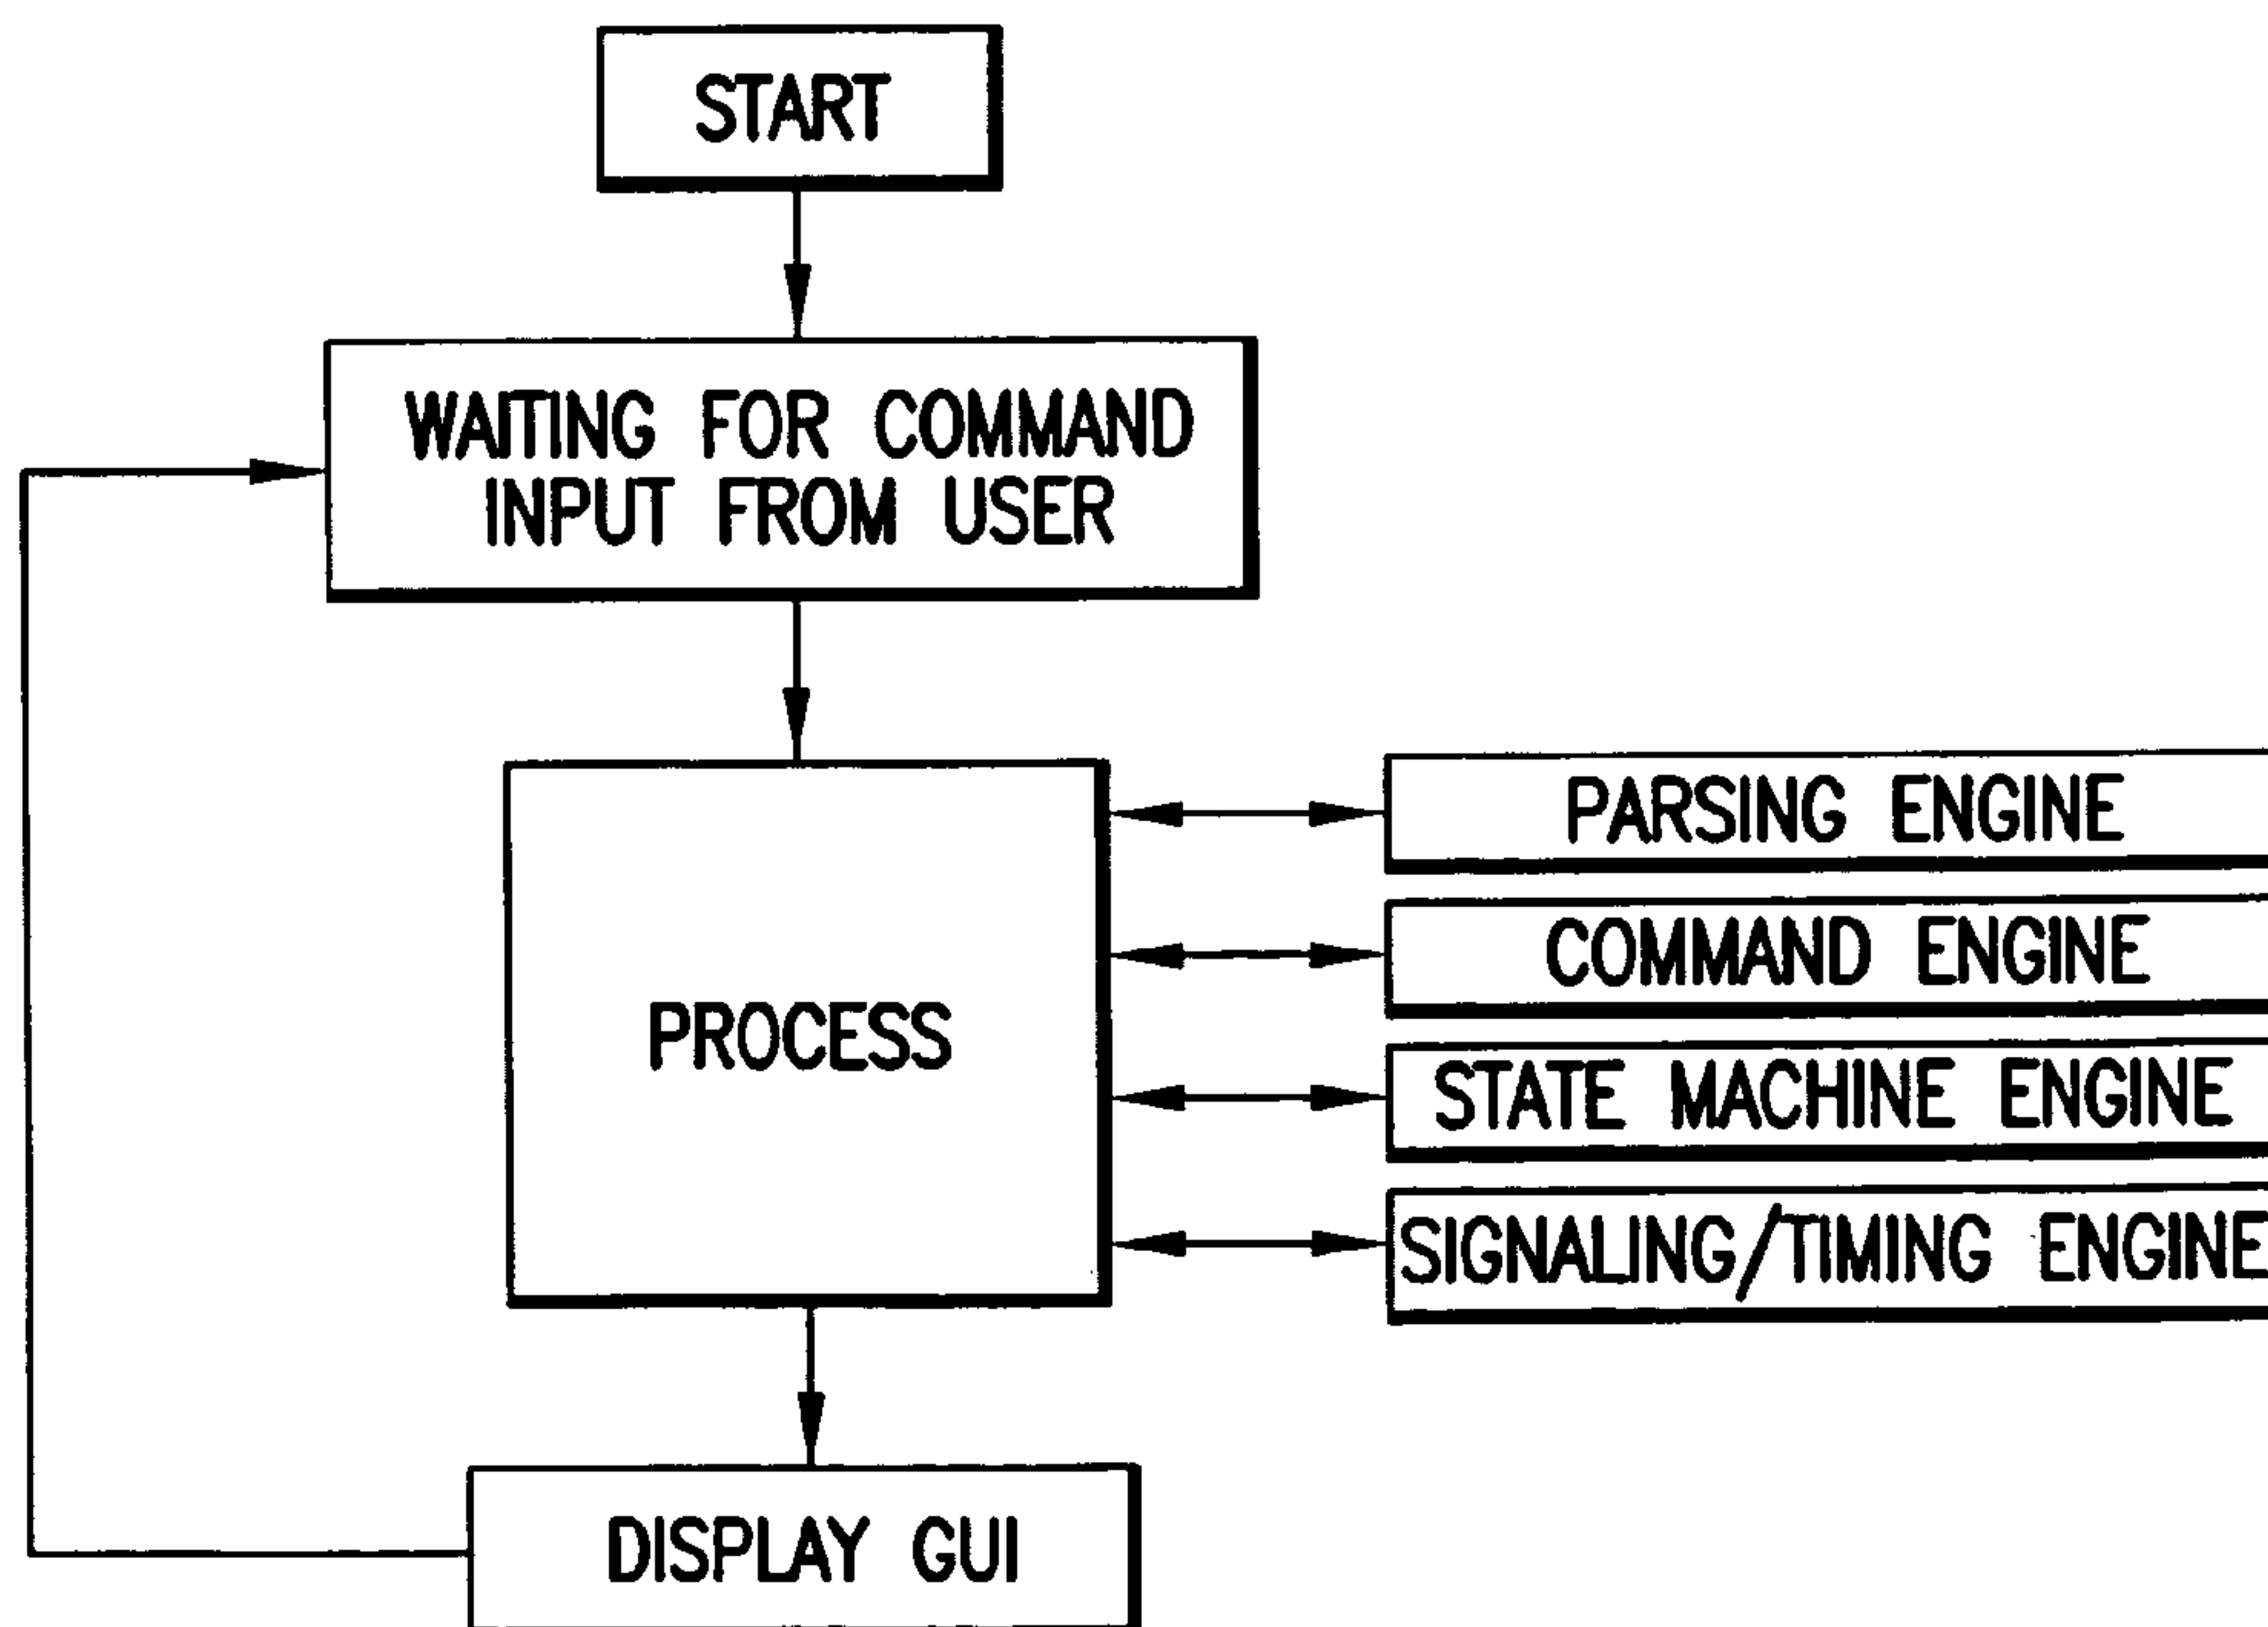 START
WAITING FOR COMMAND
INPUT FROM USER
PROCESS
PARSING ENGINE
COMMAND ENGINE
STATE MACHINE ENGINE
SIGNALING/TIMING ENGINE
DISPLAY GUI